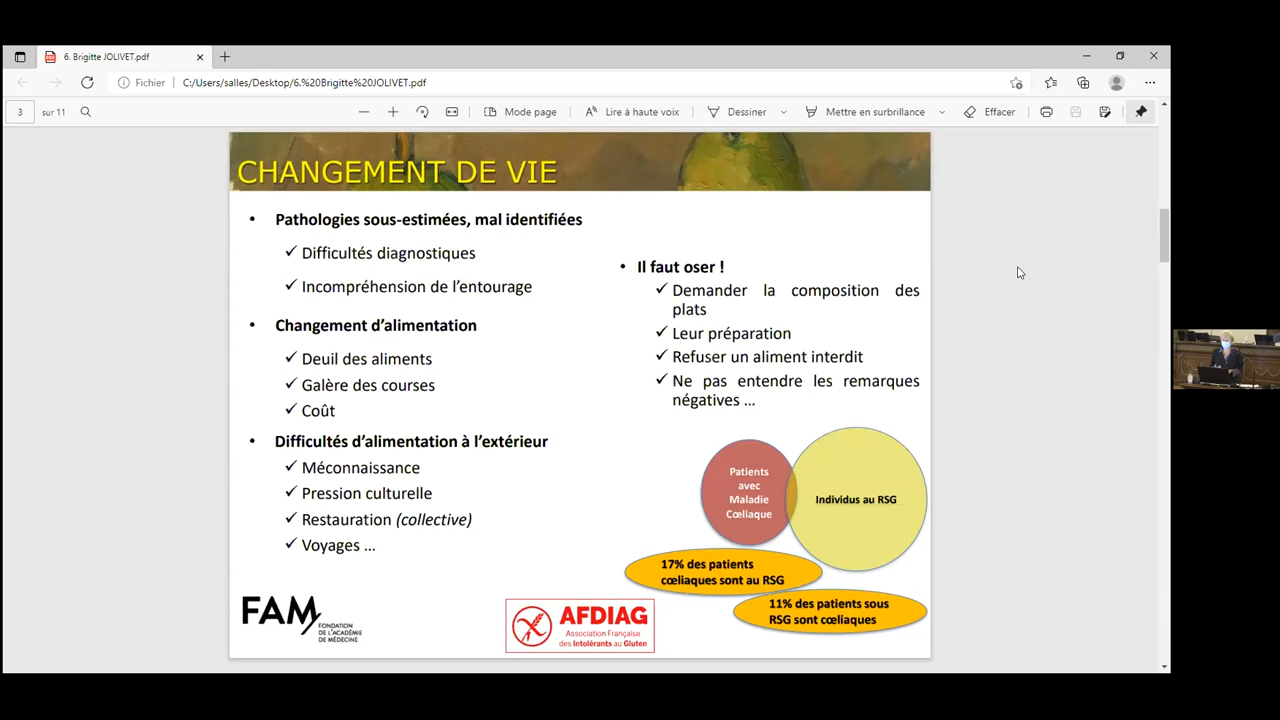 6. Brigitte JOLIVET.pdf
Fichier
C:/Users/salles/Desktop/6.%20Brigitte%20JOLIVET.pdf
3
sur 11
Mode page
Lire à haute voix
Dessiner
Mettre en surbrillance
Effacer
CHANGEMENT DE VIE
• Pathologies sous-estimées, mal identifiées
✓ Difficultés diagnostiques
✓ Incompréhension de l’entourage
• Changement d’alimentation
✓ Deuil des aliments
✓ Galère des courses
✓ Coût
• Difficultés d’alimentation à l’extérieur
✓ Méconnaissance
✓ Pression culturelle
✓ Restauration (collective)
✓ Voyages …
• Il faut oser !
✓ Demander la composition des
plats
✓ Leur préparation
✓ Refuser un aliment interdit
✓ Ne pas entendre les remarques
négatives …
Patients
avec
Maladie
Cœliaque
Individus au RSG
17% des patients
cœliaques sont au RSG
11% des patients sous
RSG sont cœliaques
FAM
FONDATION
DE L’ACADÉMIE
DE MÉDECINE
AFDIAG
Association Française
des Intolérants au Gluten